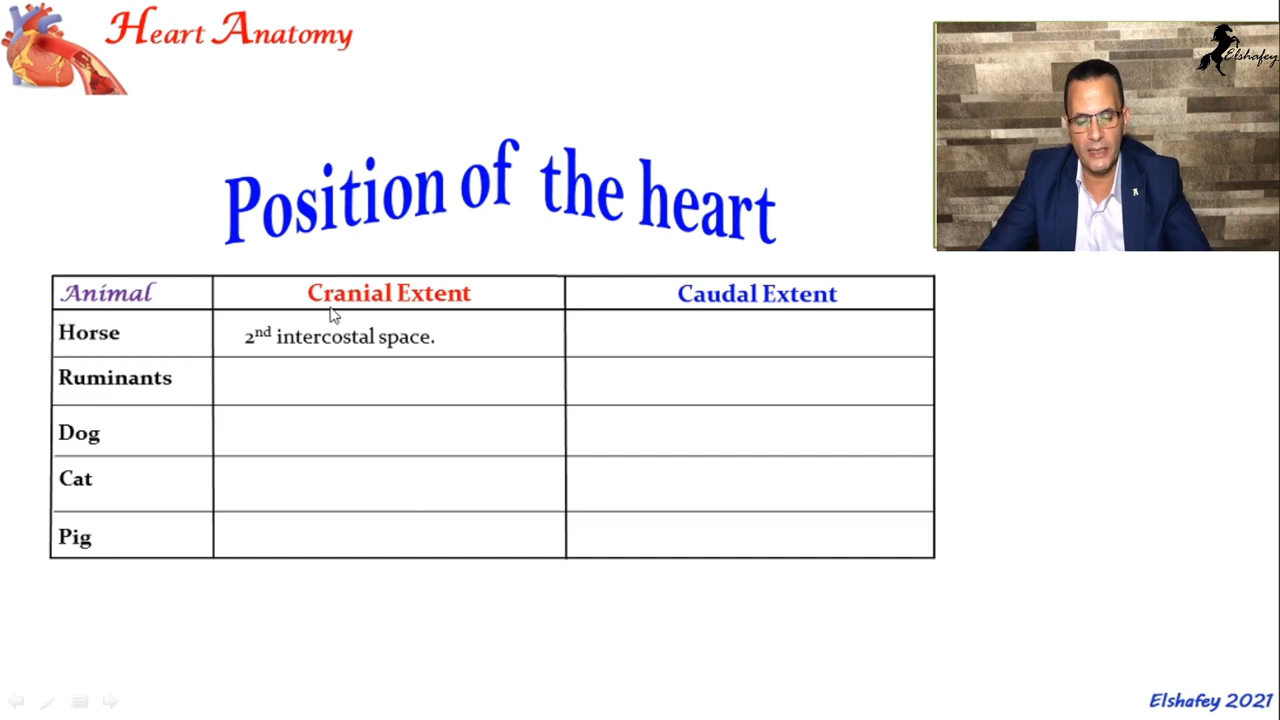 Heart Anatomy
Elshafey
Position of the heart
Animal Cranial Extent Caudal Extent
Horse 2nd intercostal space.
Ruminants
Dog
Cat
Pig
Elshafey 2021